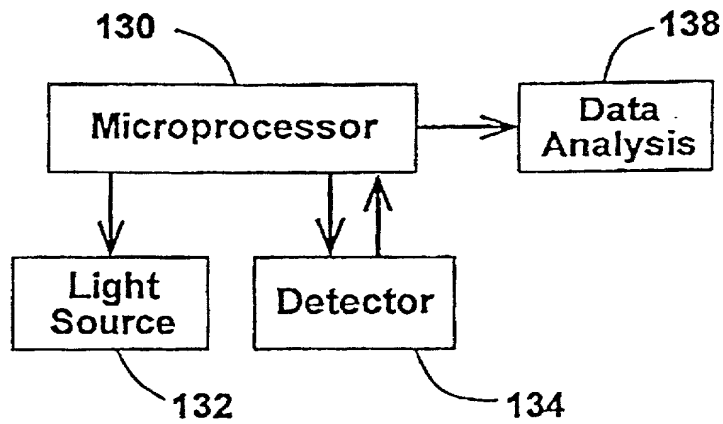 130
138
Microprocessor
Data
Analysis
Light
Source
Detector
132
134